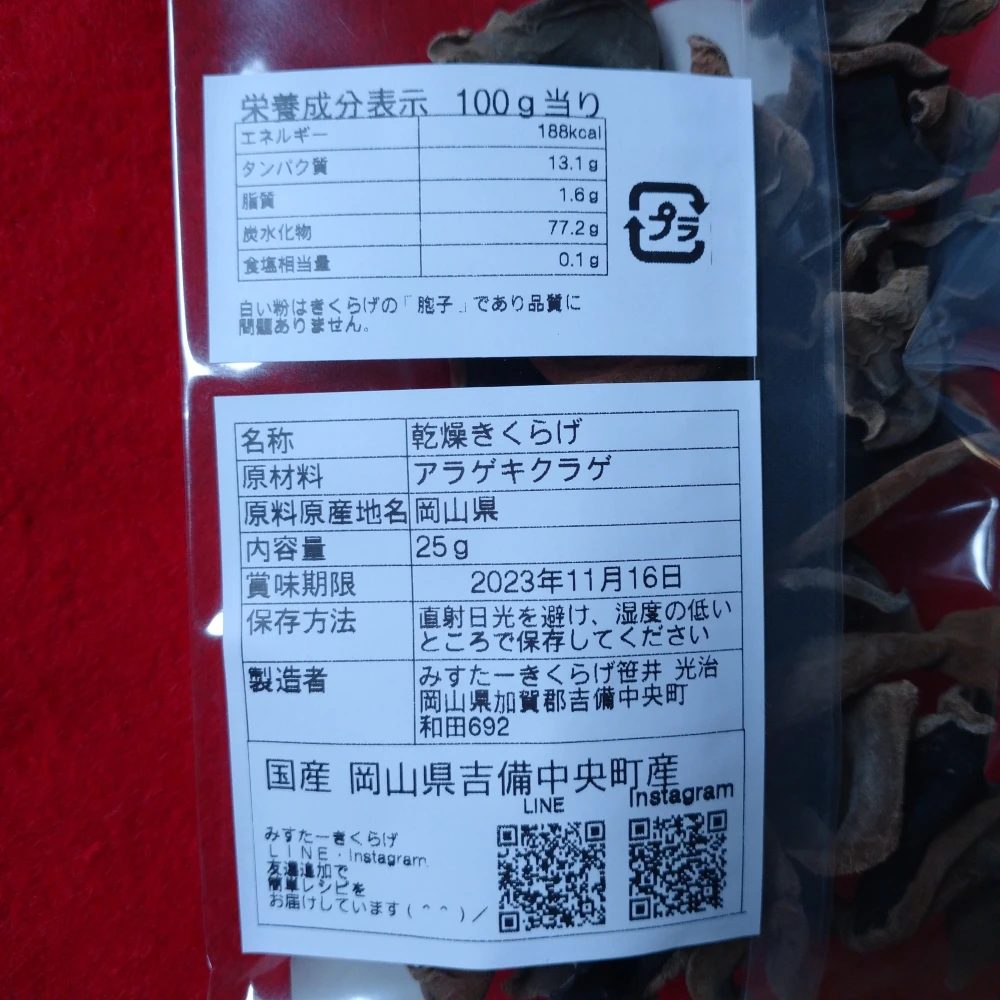 栄養成分表示 100g当り
エネルギー 188kcal
タンパク質 13.1g
脂質 1.6g
炭水化物 77.2g
食塩相当量 0.1g
プラ
白い粉はきくらげの「胞子」であり品質に
問題ありません。
名称 乾燥きくらげ
原材料 アラゲキクラゲ
原料原産地名 岡山県
内容量 25g
賞味期限 2023年11月16日
保存方法 直射日光を避け、湿度の低い
ところで保存してください
製造者 みすたーきくらげ笹井 光治
岡山県加賀郡吉備中央町
和田692
国産 岡山県吉備中央町産
LINE Instagram
みすたーきくらげ
LINE・Instagram
友達追加で
簡単レシピを
お届けしています(＾＾)／